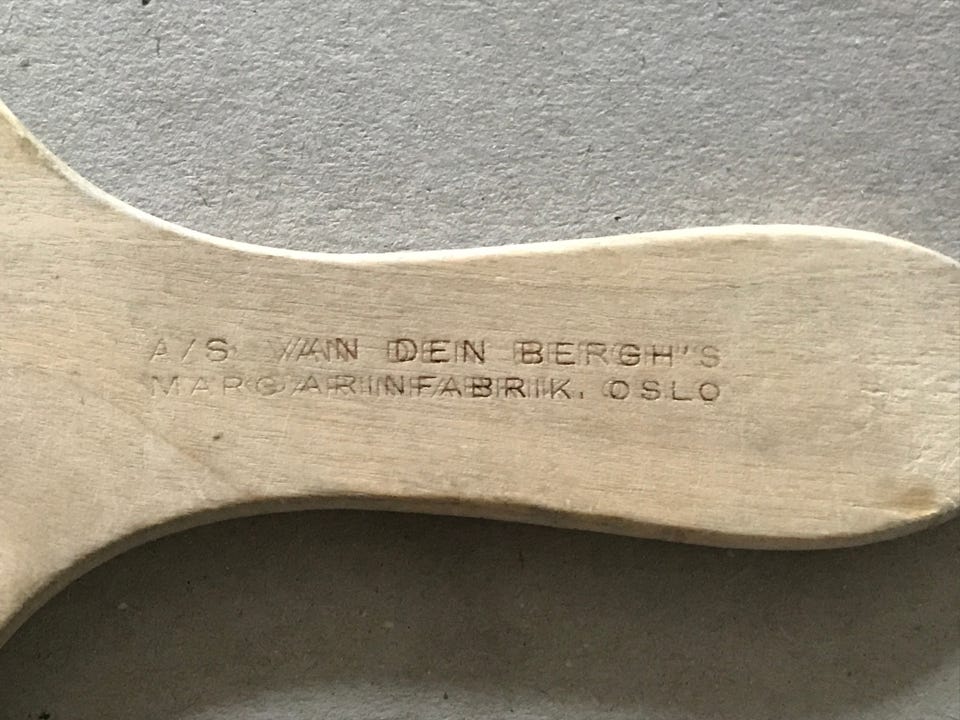 A/S VAN DEN BERGH'S
MARGARINFABRIK. OSLO